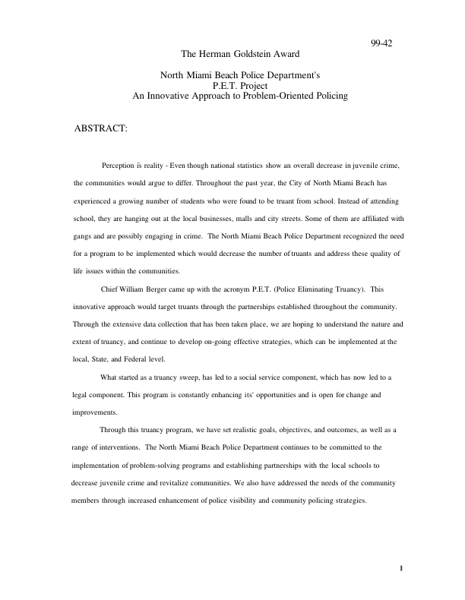 99-42
The Herman Goldstein Award
North Miami Beach Police Department's
P.E.T. Project
An Innovative Approach to Problem-Oriented Policing
ABSTRACT:
Perception is reality - Even though national statistics show an overall decrease in juvenile crime,
the communities would argue to differ. Throughout the past year, the City of North Miami Beach has
experienced a growing number of students who were found to be truant from school. Instead of attending
school, they are hanging out at the local businesses, malls and city streets. Some of them are affiliated with
gangs and are possibly engaging in crime. The North Miami Beach Police Department recognized the need
for a program to be implemented which would decrease the number of truants and address these quality of
life issues within the communities.
Chief William Berger came up with the acronym P.E.T. (Police Eliminating Truancy). This
innovative approach would target truants through the partnerships established throughout the community.
Through the extensive data collection that has been taken place, we are hoping to understand the nature and
extent of truancy, and continue to develop on-going effective strategies, which can be implemented at the
local, State, and Federal level.
What started as a truancy sweep, has led to a social service component, which has now led to a
legal component. This program is constantly enhancing its' opportunities and is open for change and
improvements.
Through this truancy program, we have set realistic goals, objectives, and outcomes, as well as a
range of interventions. The North Miami Beach Police Department continues to be committed to the
implementation of problem-solving programs and establishing partnerships with the local schools to
decrease juvenile crime and revitalize communities. We also have addressed the needs of the community
members through increased enhancement of police visibility and community policing strategies.
1